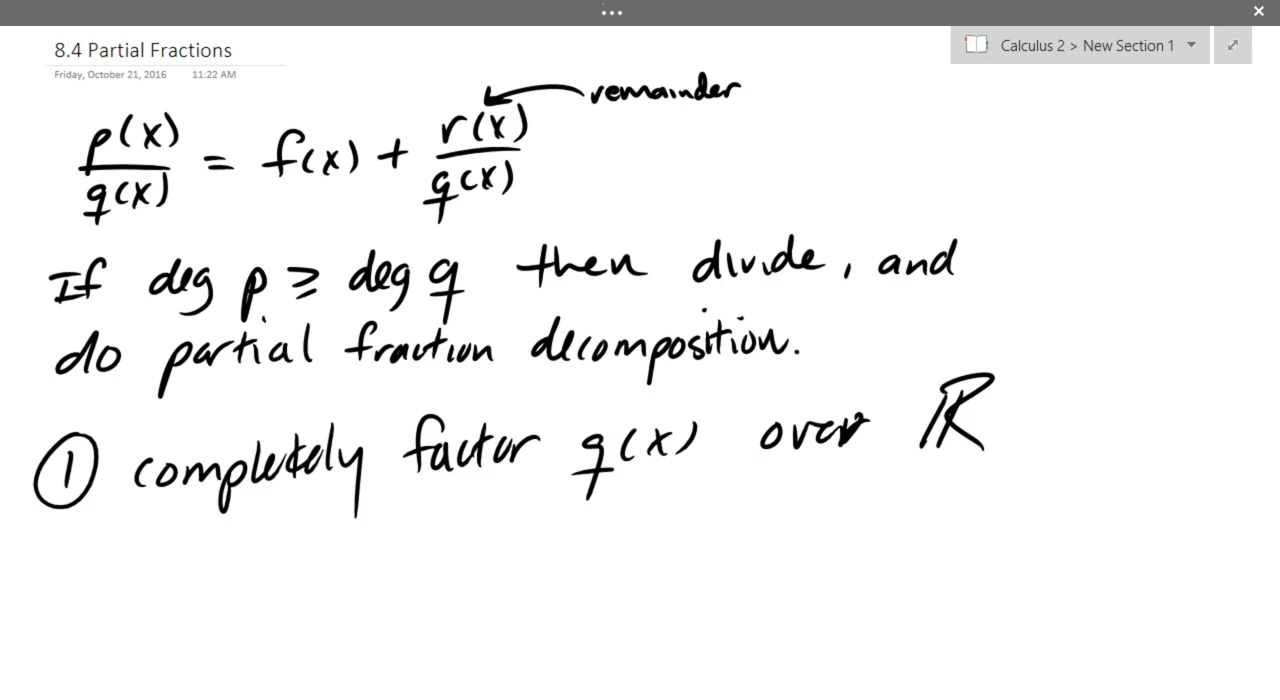 8.4 Partial Fractions
Calculus 2 > New Section 1
Friday, October 21, 2016 11:22 AM
remainder
p(x)/q(x) = f(x) + r(x)/q(x)
If deg p ≥ deg q then divide, and
do partial fraction decomposition.
① completely factor q(x) over ℝ